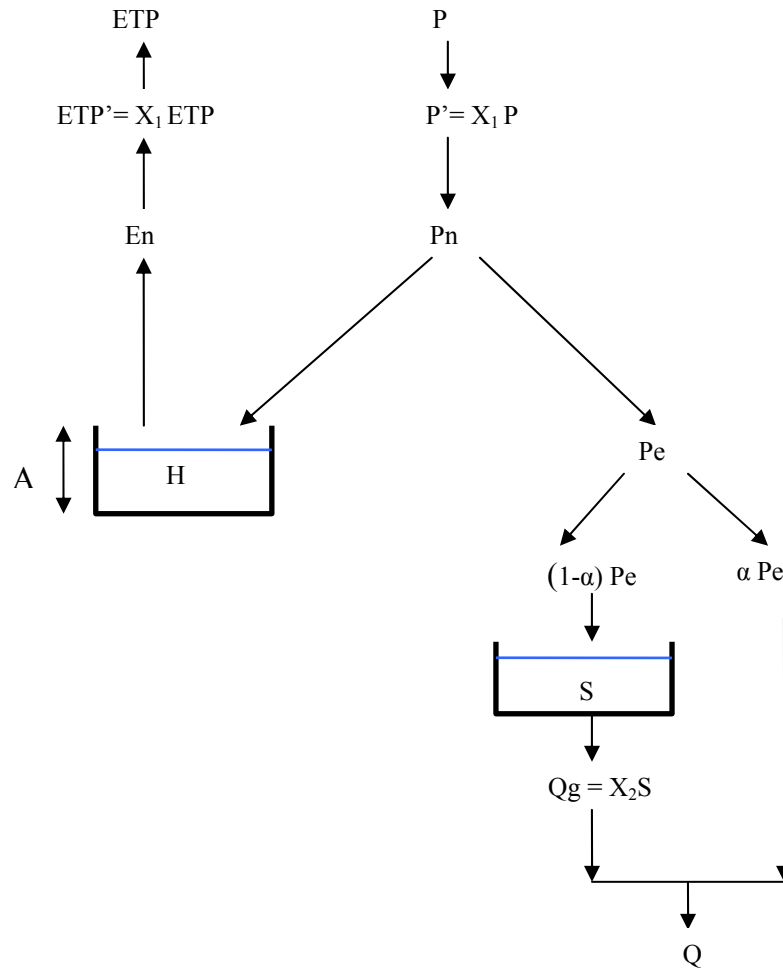 ETP
P
ETP’= X₁ ETP
P’= X₁ P
En
Pn
A
H
Pe
(1-α) Pe
α Pe
S
Qg = X₂S
Q